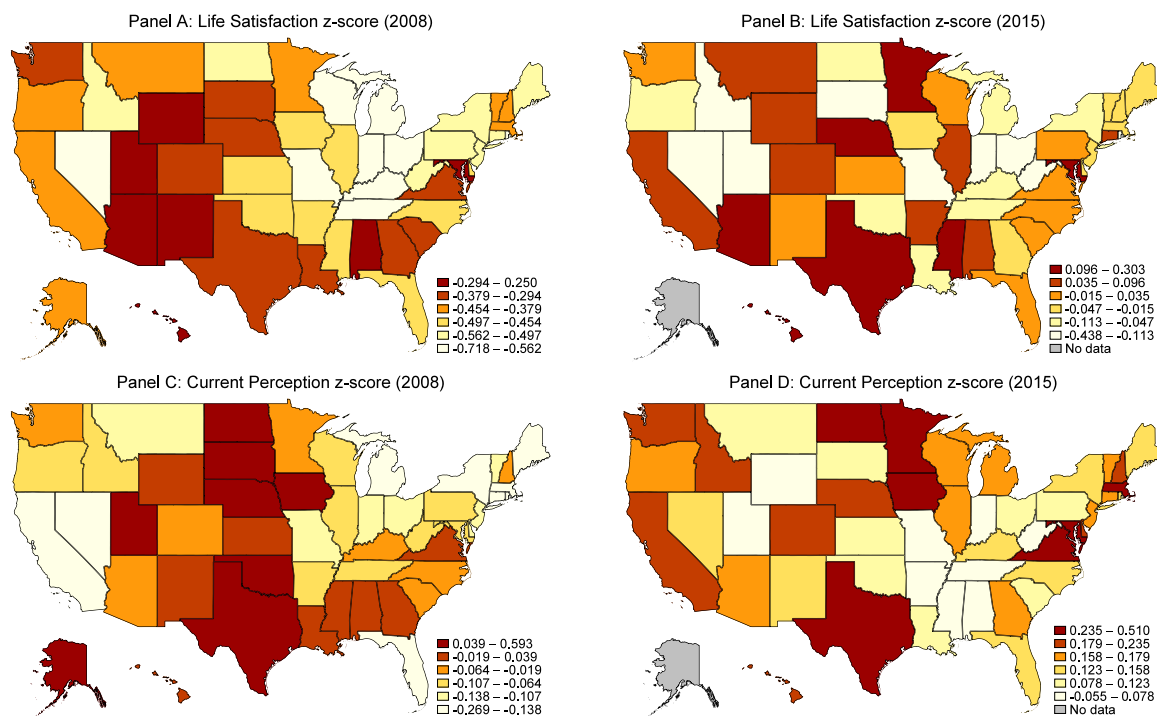 Panel A: Life Satisfaction z-score (2008)
-0.294 – 0.250
-0.379 – -0.294
-0.454 – -0.379
-0.497 – -0.454
-0.562 – -0.497
-0.718 – -0.562
Panel B: Life Satisfaction z-score (2015)
0.096 – 0.303
0.035 – 0.096
-0.015 – 0.035
-0.047 – -0.015
-0.113 – -0.047
-0.438 – -0.113
No data
Panel C: Current Perception z-score (2008)
0.039 – 0.593
-0.019 – 0.039
-0.064 – -0.019
-0.107 – -0.064
-0.138 – -0.107
-0.269 – -0.138
Panel D: Current Perception z-score (2015)
0.235 – 0.510
0.179 – 0.235
0.158 – 0.179
0.123 – 0.158
0.078 – 0.123
-0.055 – 0.078
No data